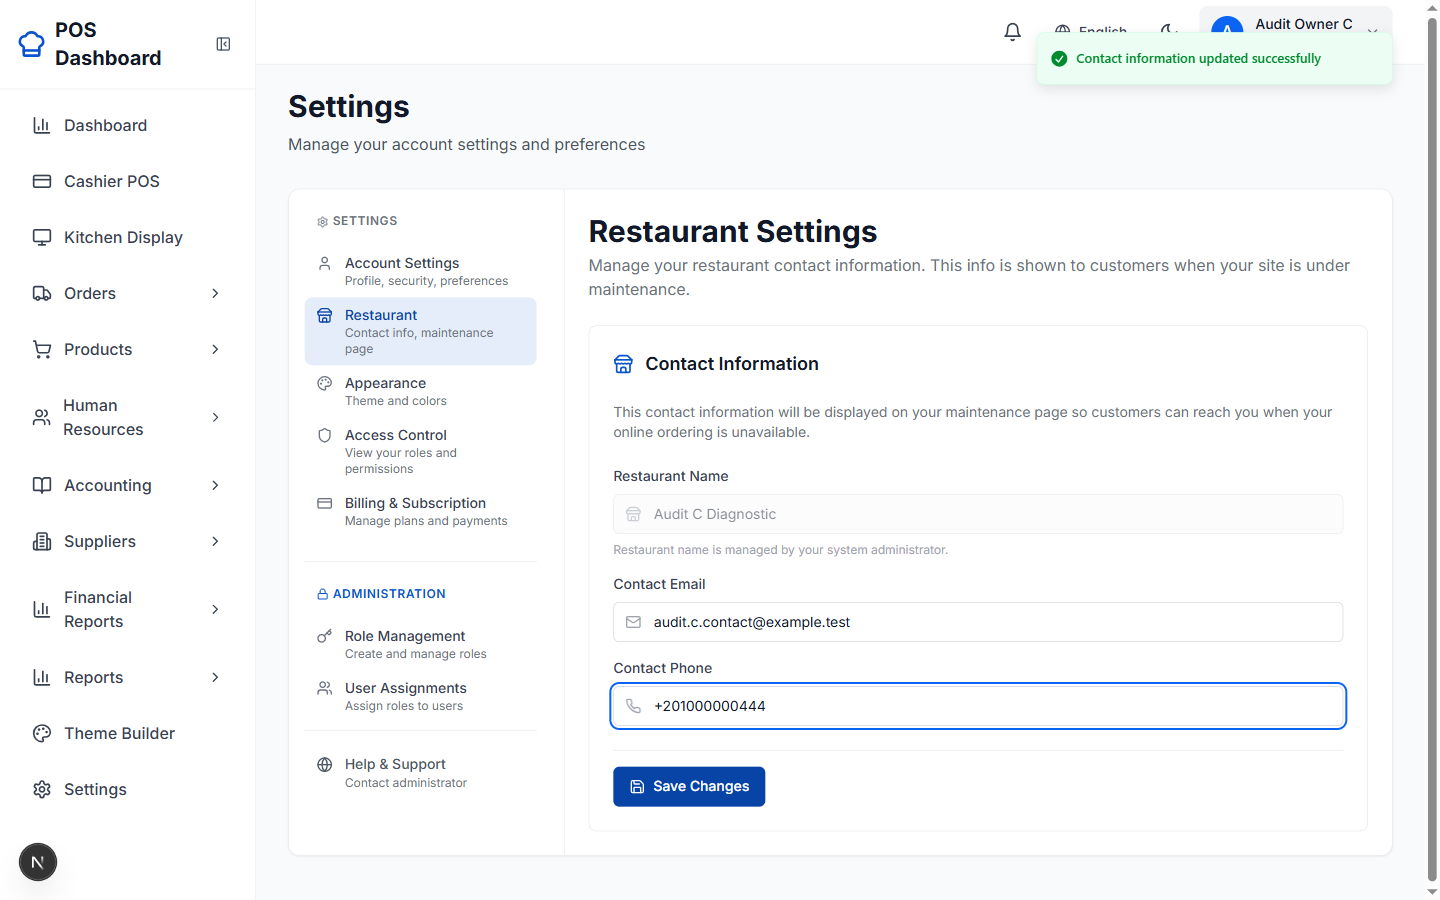 POS
Dashboard
Dashboard
Cashier POS
Kitchen Display
Orders
Products
Human
Resources
Accounting
Suppliers
Financial
Reports
Reports
Theme Builder
Settings
N
English
A
Audit Owner C
Contact information updated successfully
Settings
Manage your account settings and preferences
SETTINGS
Account Settings
Profile, security, preferences
Restaurant
Contact info, maintenance
page
Appearance
Theme and colors
Access Control
View your roles and
permissions
Billing & Subscription
Manage plans and payments
ADMINISTRATION
Role Management
Create and manage roles
User Assignments
Assign roles to users
Help & Support
Contact administrator
Restaurant Settings
Manage your restaurant contact information. This info is shown to customers when your site is under
maintenance.
Contact Information
This contact information will be displayed on your maintenance page so customers can reach you when your
online ordering is unavailable.
Restaurant Name
Audit C Diagnostic
Restaurant name is managed by your system administrator.
Contact Email
audit.c.contact@example.test
Contact Phone
+201000000444
Save Changes